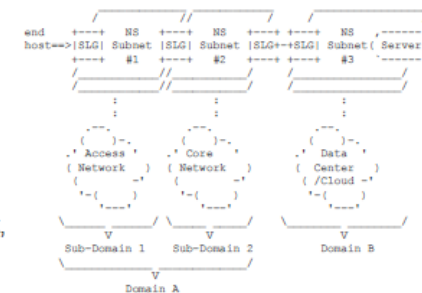 end +----+ NS +----+ NS +----+ +----+ NS ,-------
host==>|SLG| Subnet |SLG| Subnet |SLG+-+SLG| Subnet( Server
+----+ #1 +----+ #2 +----+ +----+ #3 `-------
: : :
: : :
.--. .--. .--.
( )-. ( )-. ( )-.
.' Access ' .' Core ' .' Data '
( Network ) ( Network ) ( Center )
( -' ( -' ( /Cloud -'
'-( ) '-( ) '-( )
'---' '---' '---'
V V V
Sub-Domain 1 Sub-Domain 2 Domain B
V
Domain A